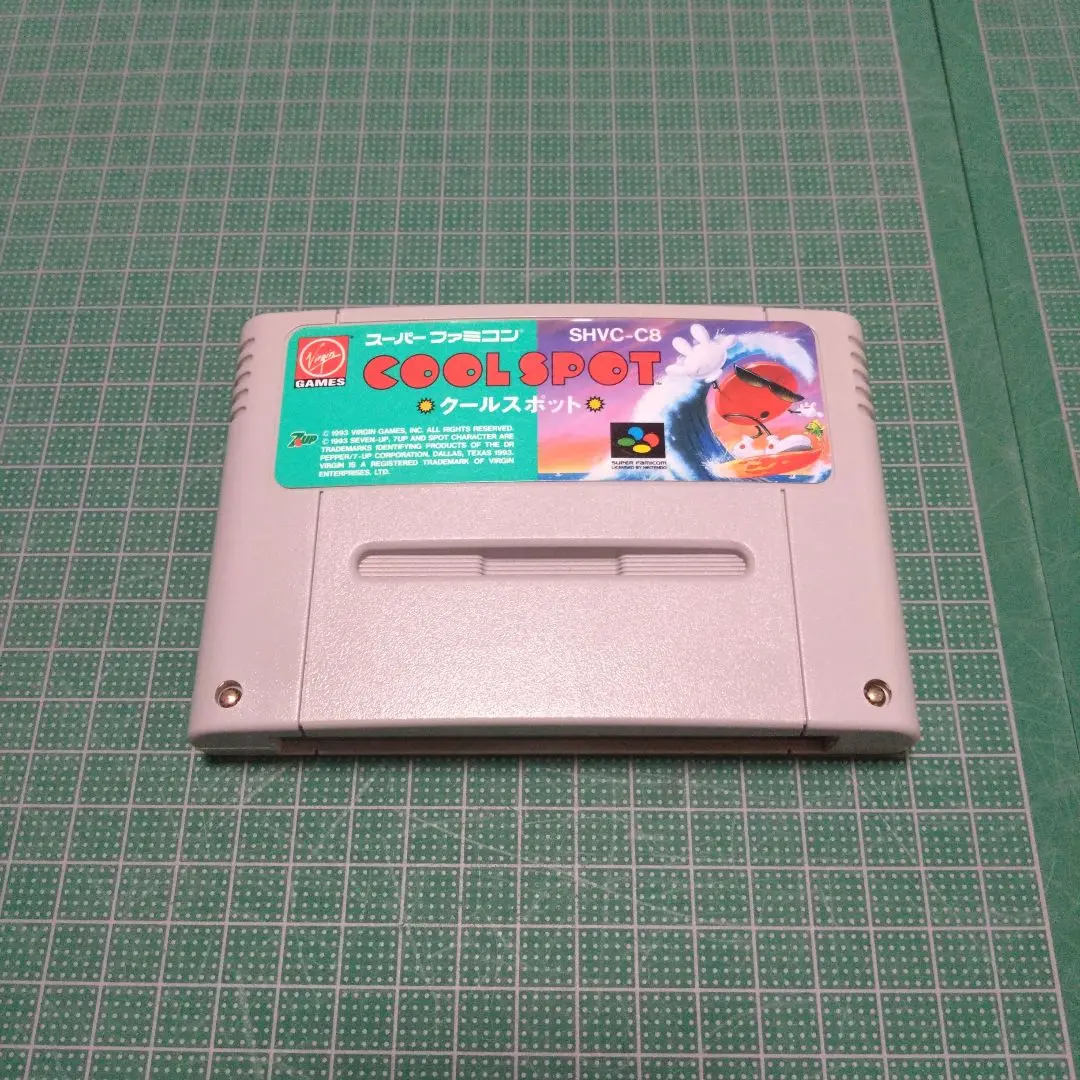 スーパーファミコン
SHVC-C8
Virgin
GAMES
COOL SPOT
クールスポット
7UP
© 1993 VIRGIN GAMES, INC. ALL RIGHTS RESERVED.
© 1993 SEVEN-UP, 7UP AND SPOT CHARACTER ARE
TRADEMARKS IDENTIFYING PRODUCTS OF THE DR
PEPPER/7-UP CORPORATION, DALLAS, TEXAS 1993.
VIRGIN IS A REGISTERED TRADEMARK OF VIRGIN
ENTERPRISES, LTD.
SUPER FAMICOM
LICENSED BY NINTENDO